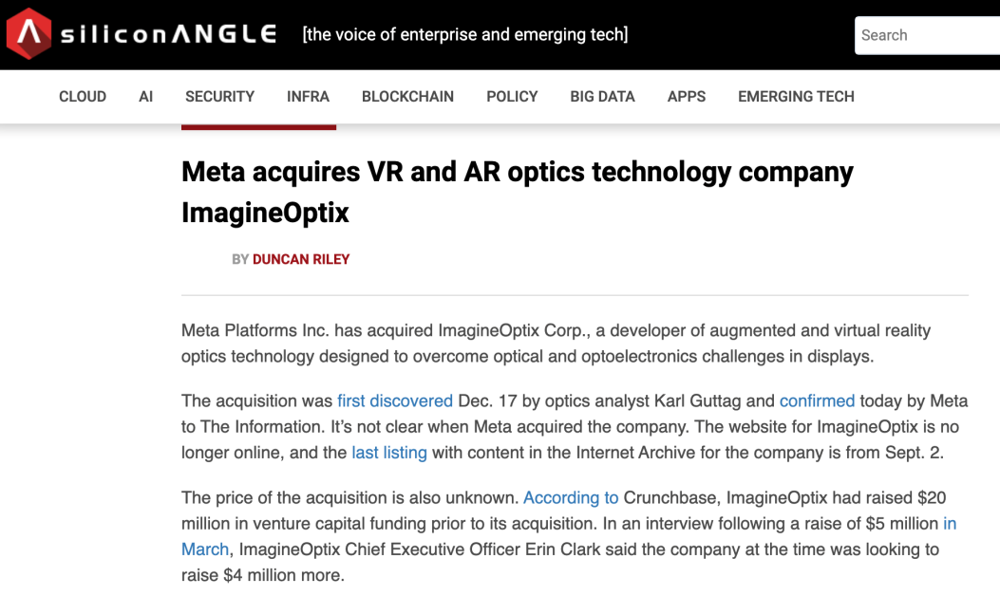 siliconANGLE [the voice of enterprise and emerging tech] Search
CLOUD AI SECURITY INFRA BLOCKCHAIN POLICY BIG DATA APPS EMERGING TECH
Meta acquires VR and AR optics technology company
ImagineOptix
BY DUNCAN RILEY
Meta Platforms Inc. has acquired ImagineOptix Corp., a developer of augmented and virtual reality
optics technology designed to overcome optical and optoelectronics challenges in displays.
The acquisition was first discovered Dec. 17 by optics analyst Karl Guttag and confirmed today by Meta
to The Information. It’s not clear when Meta acquired the company. The website for ImagineOptix is no
longer online, and the last listing with content in the Internet Archive for the company is from Sept. 2.
The price of the acquisition is also unknown. According to Crunchbase, ImagineOptix had raised $20
million in venture capital funding prior to its acquisition. In an interview following a raise of $5 million in
March, ImagineOptix Chief Executive Officer Erin Clark said the company at the time was looking to
raise $4 million more.